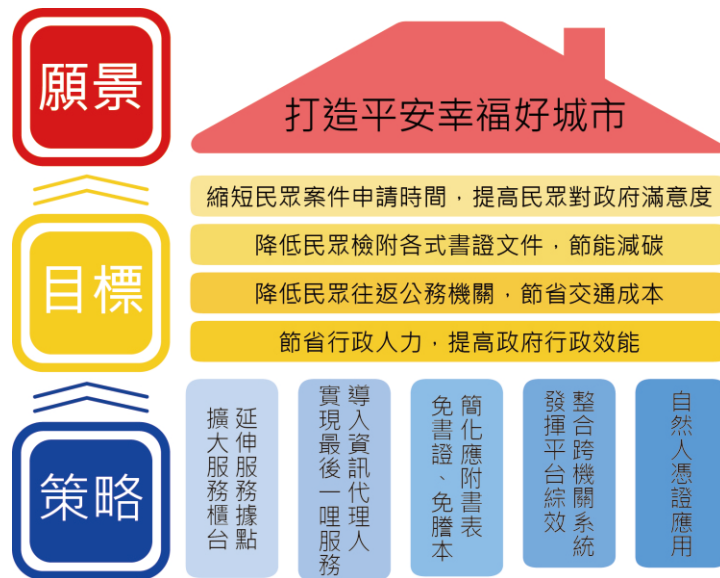 願景
打造平安幸福好城市
目標
縮短民眾案件申請時間，提高民眾對政府滿意度
降低民眾檢附各式書證文件，節能減碳
降低民眾往返公務機關，節省交通成本
節省行政人力，提高政府行政效能
策略
延伸服務據點
擴大服務櫃台
導入資訊代理人
實現最後一哩服務
簡化應附書表
免書證、免謄本
整合跨機關系統
發揮平台綜效
自然人憑證應用